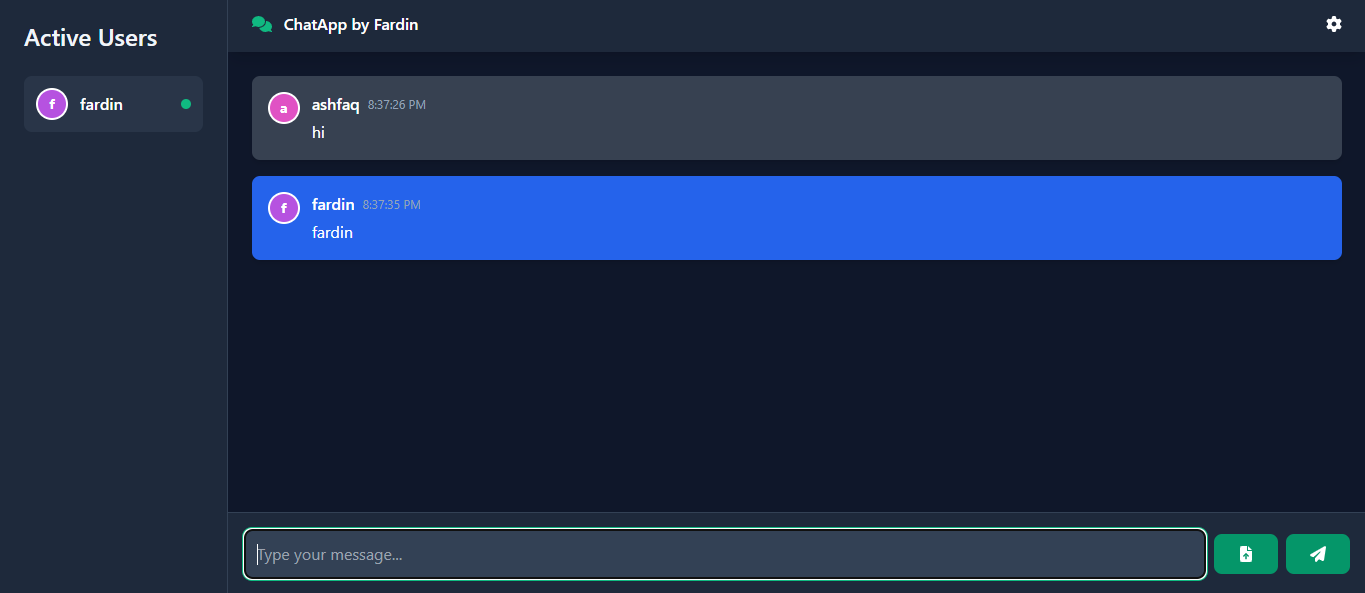 Active Users
f fardin
ChatApp by Fardin
a ashfaq 8:37:26 PM
hi
f fardin 8:37:35 PM
fardin
Type your message...